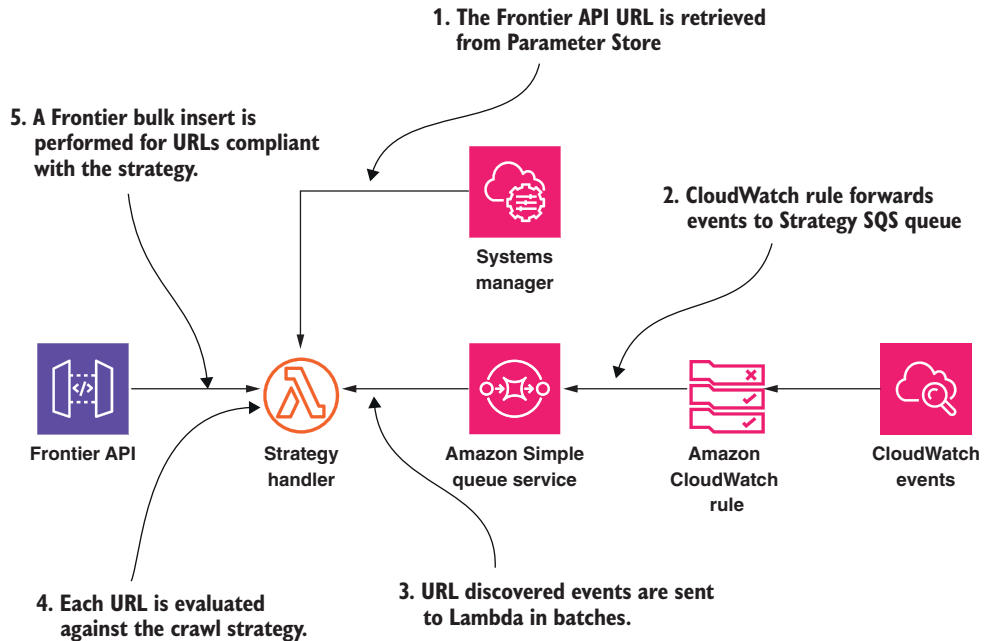 1. The Frontier API URL is retrieved
from Parameter Store
5. A Frontier bulk insert is
performed for URLs compliant
with the strategy.
2. CloudWatch rule forwards
events to Strategy SQS queue
Systems
manager
</>
Frontier API
Strategy
handler
Amazon Simple
queue service
Amazon
CloudWatch
rule
CloudWatch
events
4. Each URL is evaluated
against the crawl strategy.
3. URL discovered events are sent
to Lambda in batches.